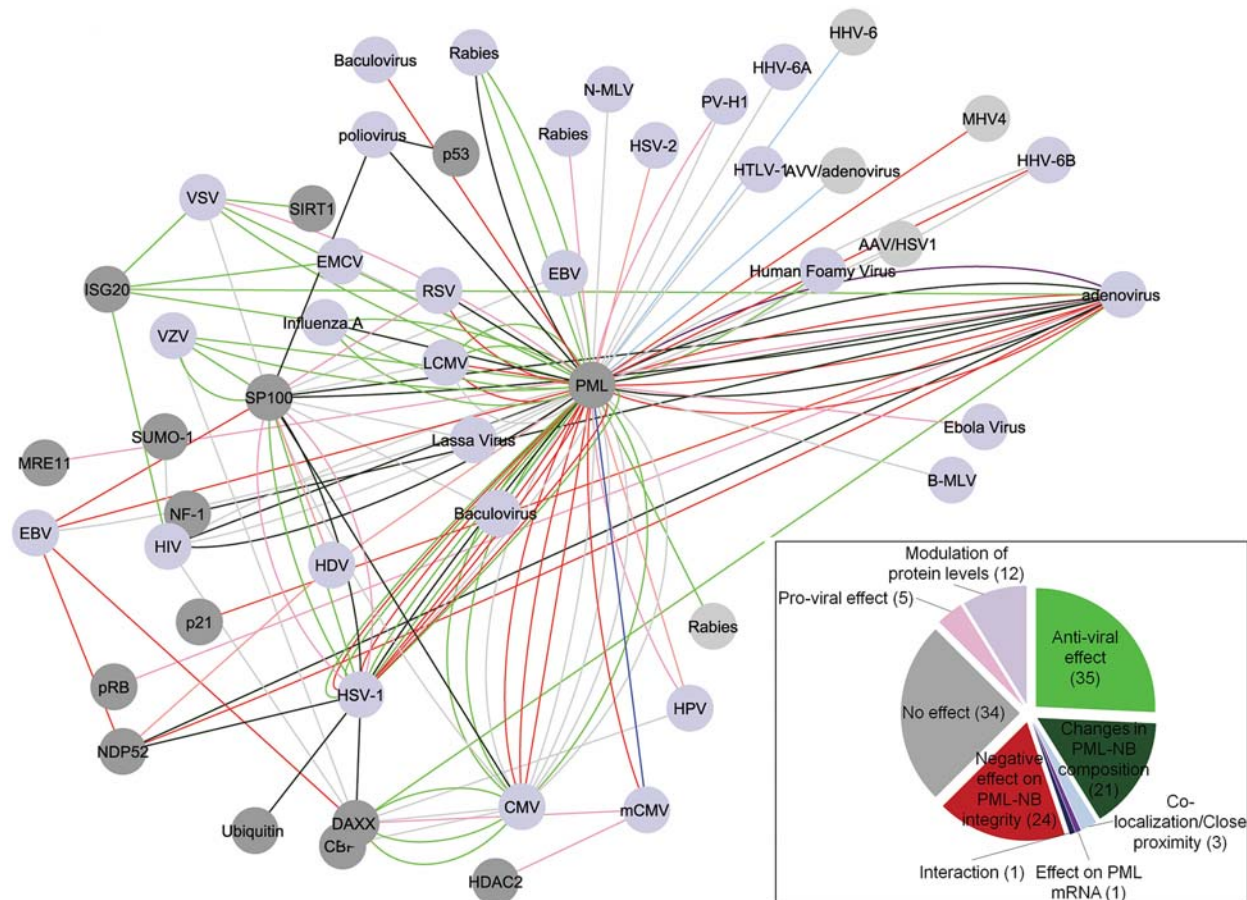 HHV-6
Baculovirus
Rabies
N-MLV
HHV-6A
PV-H1
MHV4
poliovirus
p53
Rabies
HSV-2
HTLV-1
AVV/adenovirus
HHV-6B
VSV
SIRT1
AAV/HSV1
EMCV
EBV
Human Foamy Virus
ISG20
RSV
adenovirus
Influenza A
VZV
LCMV
PML
SP100
SUMO-1
Lassa Virus
Ebola Virus
MRE11
B-MLV
NF-1
Baculovirus
EBV
HIV
HDV
p21
Rabies
pRB
HSV-1
HPV
NDP52
CMV
mCMV
Ubiquitin
DAXX
CBF
HDAC2
Modulation of
protein levels (12)
Pro-viral effect (5)
Anti-viral
effect
(35)
No effect (34)
Changes in
PML-NB
composition
(21)
Negative
effect on
PML-NB
integrity (24)
Co-
localization/Close
proximity (3)
Interaction (1)
Effect on PML
mRNA (1)